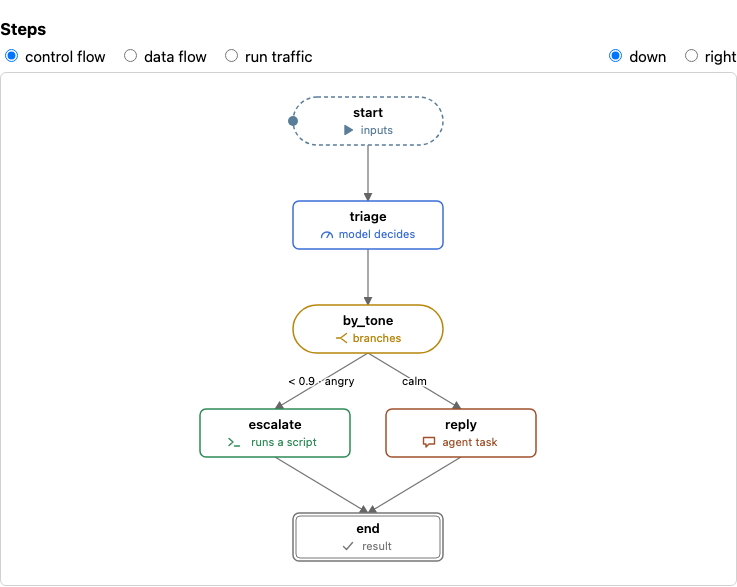 Steps
control flow data flow run traffic down right
start
inputs
triage
model decides
by_tone
branches
< 0.9 · angry calm
escalate reply
runs a script agent task
end
result